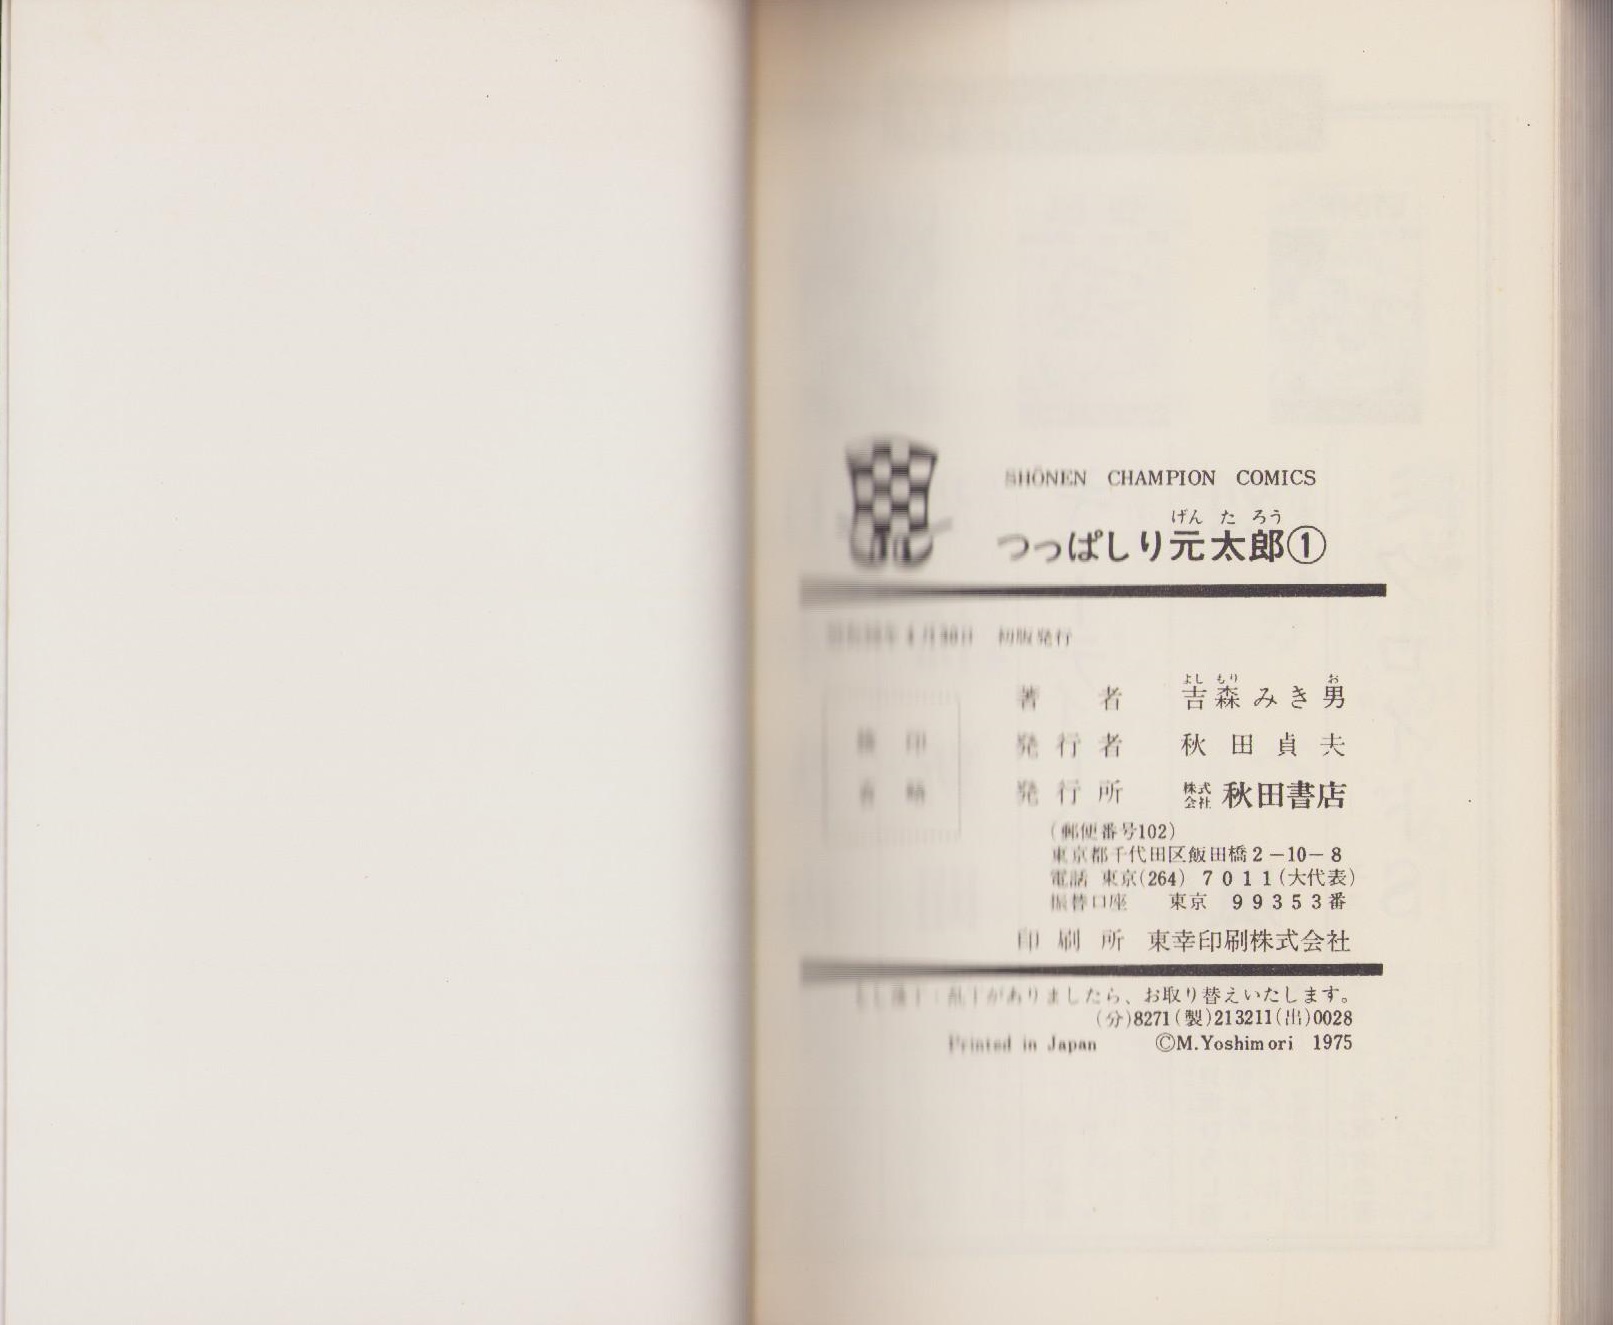 SHONEN CHAMPION COMICS
げん た ろう
つっぱしり元太郎①
初版発行
よし もり お
著者 吉森みき男
発行者 秋田貞夫
発行所 株式会社 秋田書店
(郵便番号102)
東京都千代田区飯田橋2-10-8
電話 東京(264) 7011(大代表)
振替口座 東京 99353番
印刷所 東幸印刷株式会社
がありましたら、お取り替えいたします。
(分)8271(製)213211(出)0028
Printed in Japan ©M.Yoshimori 1975